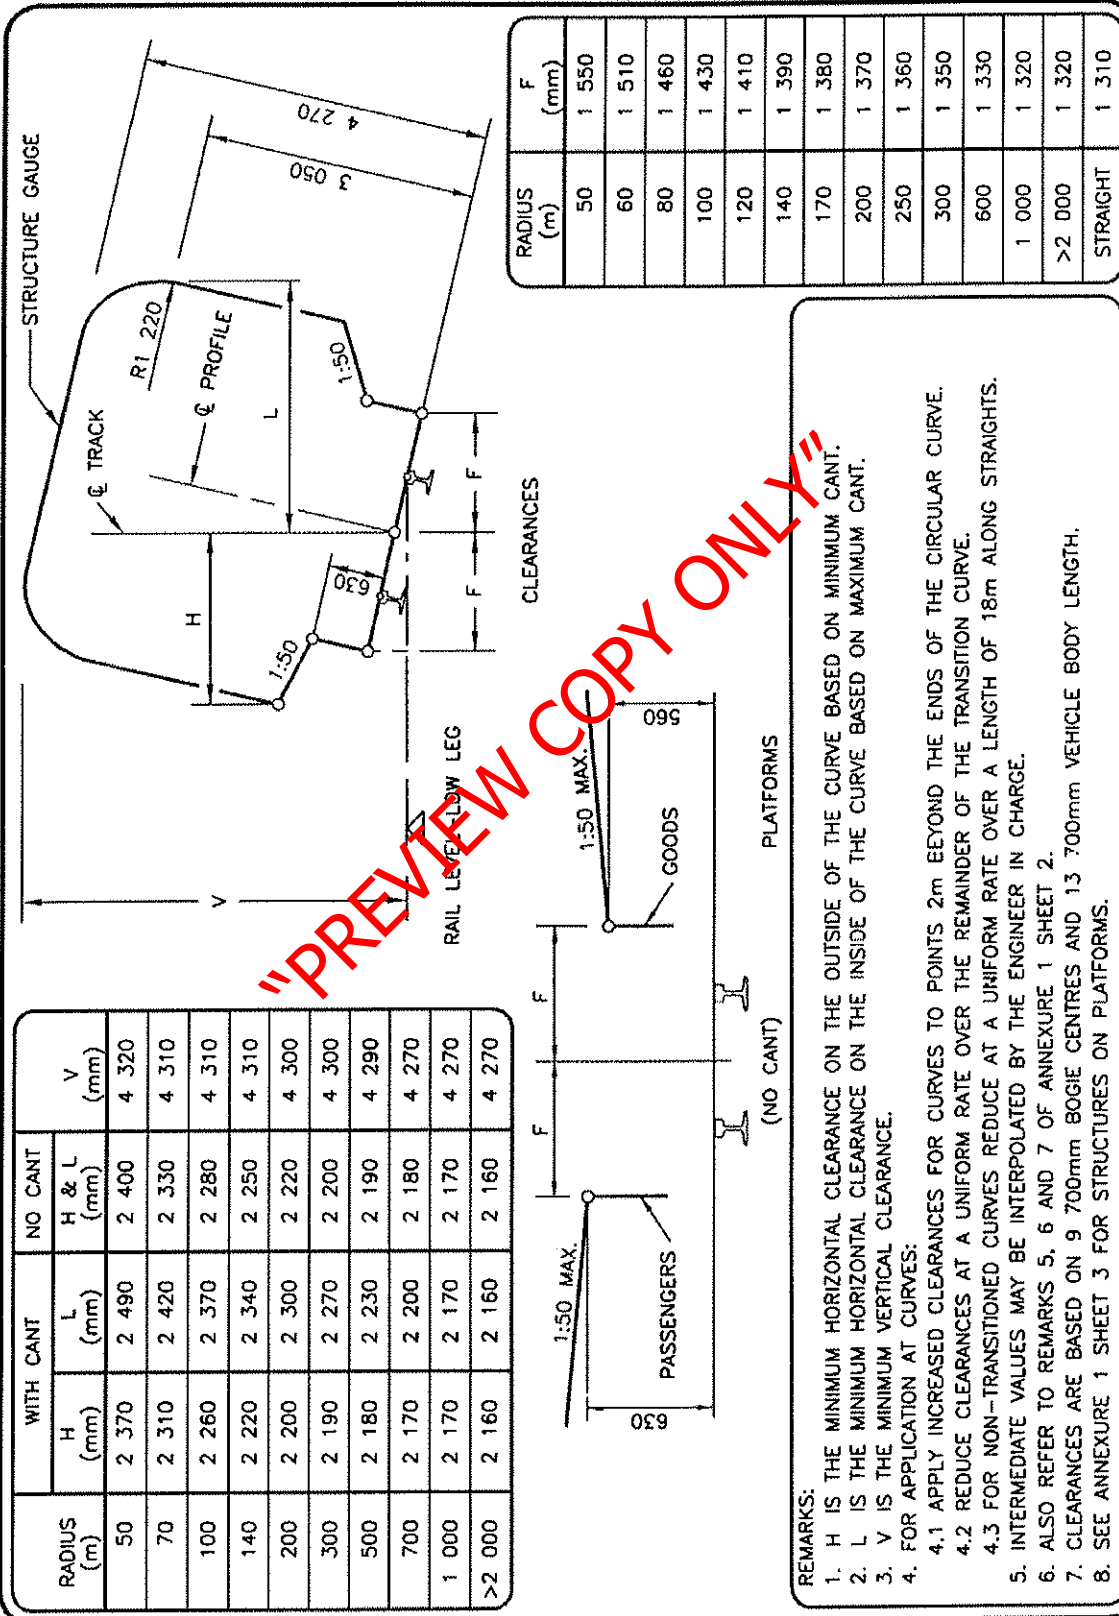 WITH CANT NO CANT
RADIUS (m) H (mm) L (mm) H & L (mm) V (mm)
50 2 370 2 490 2 400 4 320
70 2 310 2 420 2 330 4 310
100 2 260 2 370 2 280 4 310
140 2 220 2 340 2 250 4 310
200 2 200 2 300 2 220 4 300
300 2 190 2 270 2 200 4 300
500 2 180 2 230 2 190 4 290
700 2 170 2 200 2 180 4 270
1 000 2 170 2 170 2 170 4 270
>2 000 2 160 2 160 2 160 4 270
STRUCTURE GAUGE
℄ TRACK
R1 220
℄ PROFILE
H
L
V
1:50
1:50
630
F
F
3 050
4 270
RAIL LEVEL-LOW LEG
CLEARANCES
RADIUS (m) F (mm)
50 1 550
60 1 510
80 1 460
100 1 430
120 1 410
140 1 390
170 1 380
200 1 370
250 1 360
300 1 350
600 1 330
1 000 1 320
>2 000 1 320
STRAIGHT 1 310
1:50 MAX.
F
F
1:50 MAX.
630
PASSENGERS
GOODS
560
(NO CANT)
PLATFORMS
"PREVIEW COPY ONLY"
REMARKS:
1. H IS THE MINIMUM HORIZONTAL CLEARANCE ON THE OUTSIDE OF THE CURVE BASED ON MINIMUM CANT.
2. L IS THE MINIMUM HORIZONTAL CLEARANCE ON THE INSIDE OF THE CURVE BASED ON MAXIMUM CANT.
3. V IS THE MINIMUM VERTICAL CLEARANCE.
4. FOR APPLICATION AT CURVES:
4.1 APPLY INCREASED CLEARANCES FOR CURVES TO POINTS 2m BEYOND THE ENDS OF THE CIRCULAR CURVE.
4.2 REDUCE CLEARANCES AT A UNIFORM RATE OVER THE REMAINDER OF THE TRANSITION CURVE.
4.3 FOR NON-TRANSITIONED CURVES REDUCE AT A UNIFORM RATE OVER A LENGTH OF 18m ALONG STRAIGHTS.
5. INTERMEDIATE VALUES MAY BE INTERPOLATED BY THE ENGINEER IN CHARGE.
6. ALSO REFER TO REMARKS 5, 6 AND 7 OF ANNEXURE 1 SHEET 2.
7. CLEARANCES ARE BASED ON 9 700mm BOGIE CENTRES AND 13 700mm VEHICLE BODY LENGTH.
8. SEE ANNEXURE 1 SHEET 3 FOR STRUCTURES ON PLATFORMS.